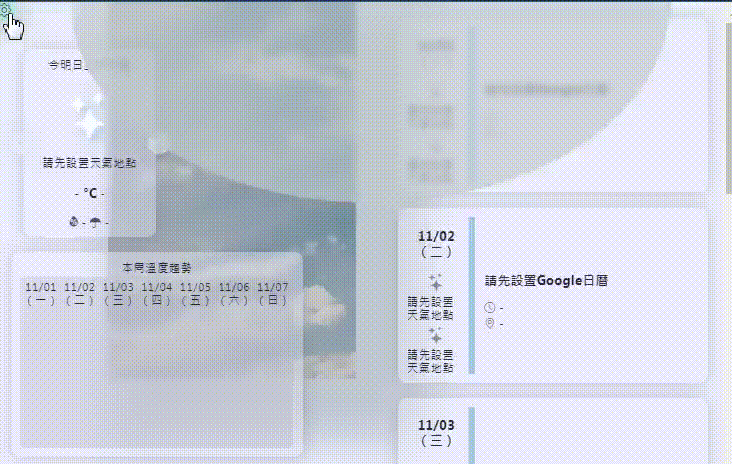 今明日
請先設置天氣地點
- °C -
- -
本周溫度趨勢
11/01 11/02 11/03 11/04 11/05 11/06 11/07
（一） （二） （三） （四） （五） （六） （日）
11/02
（二）
請先設置
天氣地點
請先設置
天氣地點
請先設置Google日曆
-
-
11/03
（三）